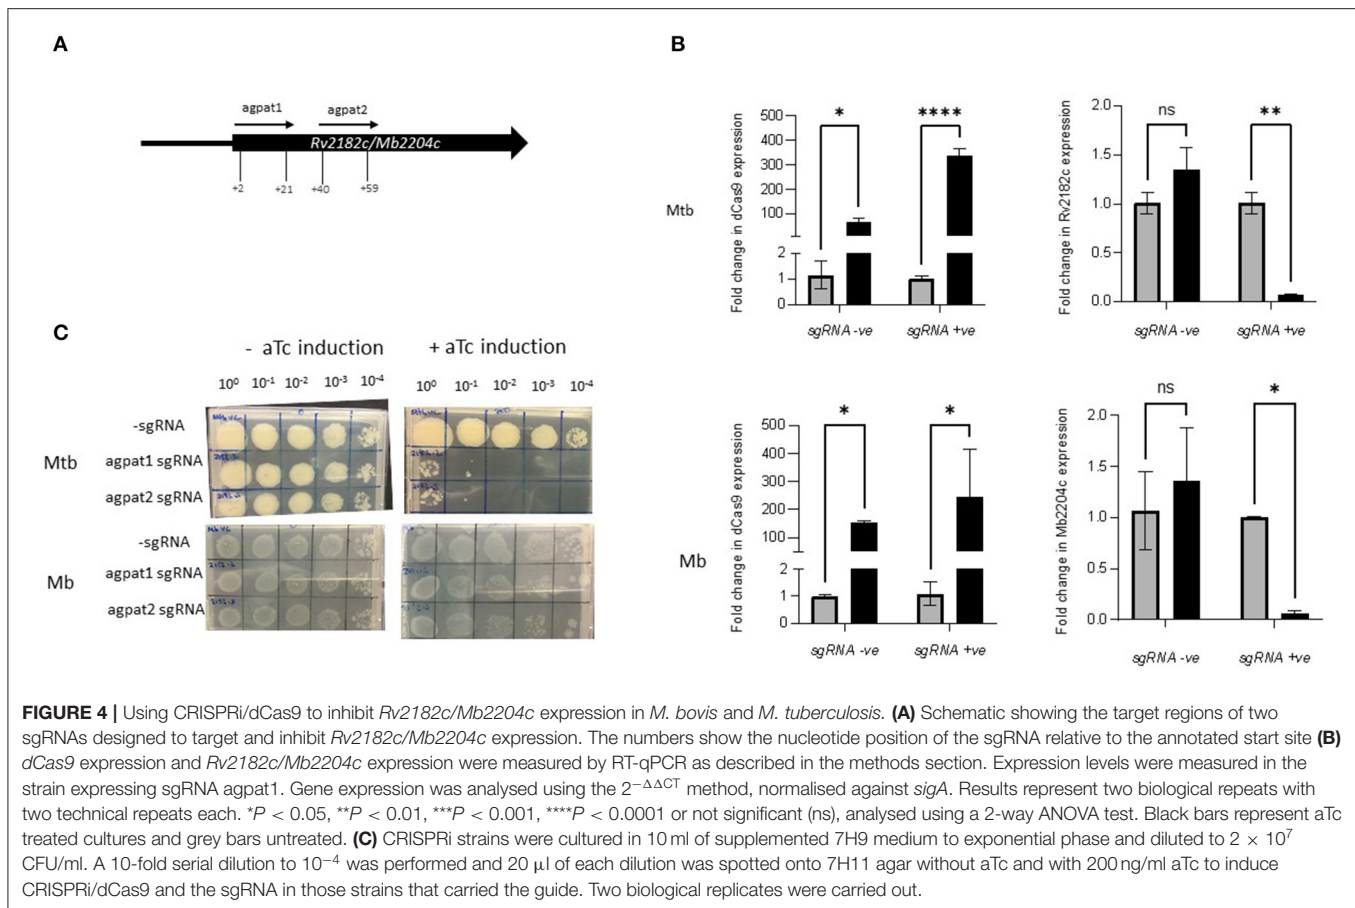 A
agpat1 agpat2
Rv2182c/Mb2204c
+2 +21 +40 +59
B
Mtb
Fold change in dCas9 expression
500
400
300
200
100
2
1
0
*
****
sgRNA -ve sgRNA +ve
Fold change in Rv2182c expression
2.0
1.5
1.0
0.5
0.0
ns
**
sgRNA -ve sgRNA +ve
Mb
Fold change in dCas9 expression
500
400
300
200
100
2
1
0
*
*
sgRNA -ve sgRNA +ve
Fold change in Mb2204c expression
2.0
1.5
1.0
0.5
0.0
ns
*
sgRNA -ve sgRNA +ve
C
- aTc induction + aTc induction
10⁰ 10⁻¹ 10⁻² 10⁻³ 10⁻⁴ 10⁰ 10⁻¹ 10⁻² 10⁻³ 10⁻⁴
Mtb
-sgRNA
agpat1 sgRNA
agpat2 sgRNA
Mb
-sgRNA
agpat1 sgRNA
agpat2 sgRNA
FIGURE 4 | Using CRISPRi/dCas9 to inhibit Rv2182c/Mb2204c expression in M. bovis and M. tuberculosis. (A) Schematic showing the target regions of two
sgRNAs designed to target and inhibit Rv2182c/Mb2204c expression. The numbers show the nucleotide position of the sgRNA relative to the annotated start site (B)
dCas9 expression and Rv2182c/Mb2204c expression were measured by RT-qPCR as described in the methods section. Expression levels were measured in the
strain expressing sgRNA agpat1. Gene expression was analysed using the 2⁻ΔΔCT method, normalised against sigA. Results represent two biological repeats with
two technical repeats each. *P < 0.05, **P < 0.01, ***P < 0.001, ****P < 0.0001 or not significant (ns), analysed using a 2-way ANOVA test. Black bars represent aTc
treated cultures and grey bars untreated. (C) CRISPRi strains were cultured in 10 ml of supplemented 7H9 medium to exponential phase and diluted to 2 × 10⁷
CFU/ml. A 10-fold serial dilution to 10⁻⁴ was performed and 20 μl of each dilution was spotted onto 7H11 agar without aTc and with 200 ng/ml aTc to induce
CRISPRi/dCas9 and the sgRNA in those strains that carried the guide. Two biological replicates were carried out.